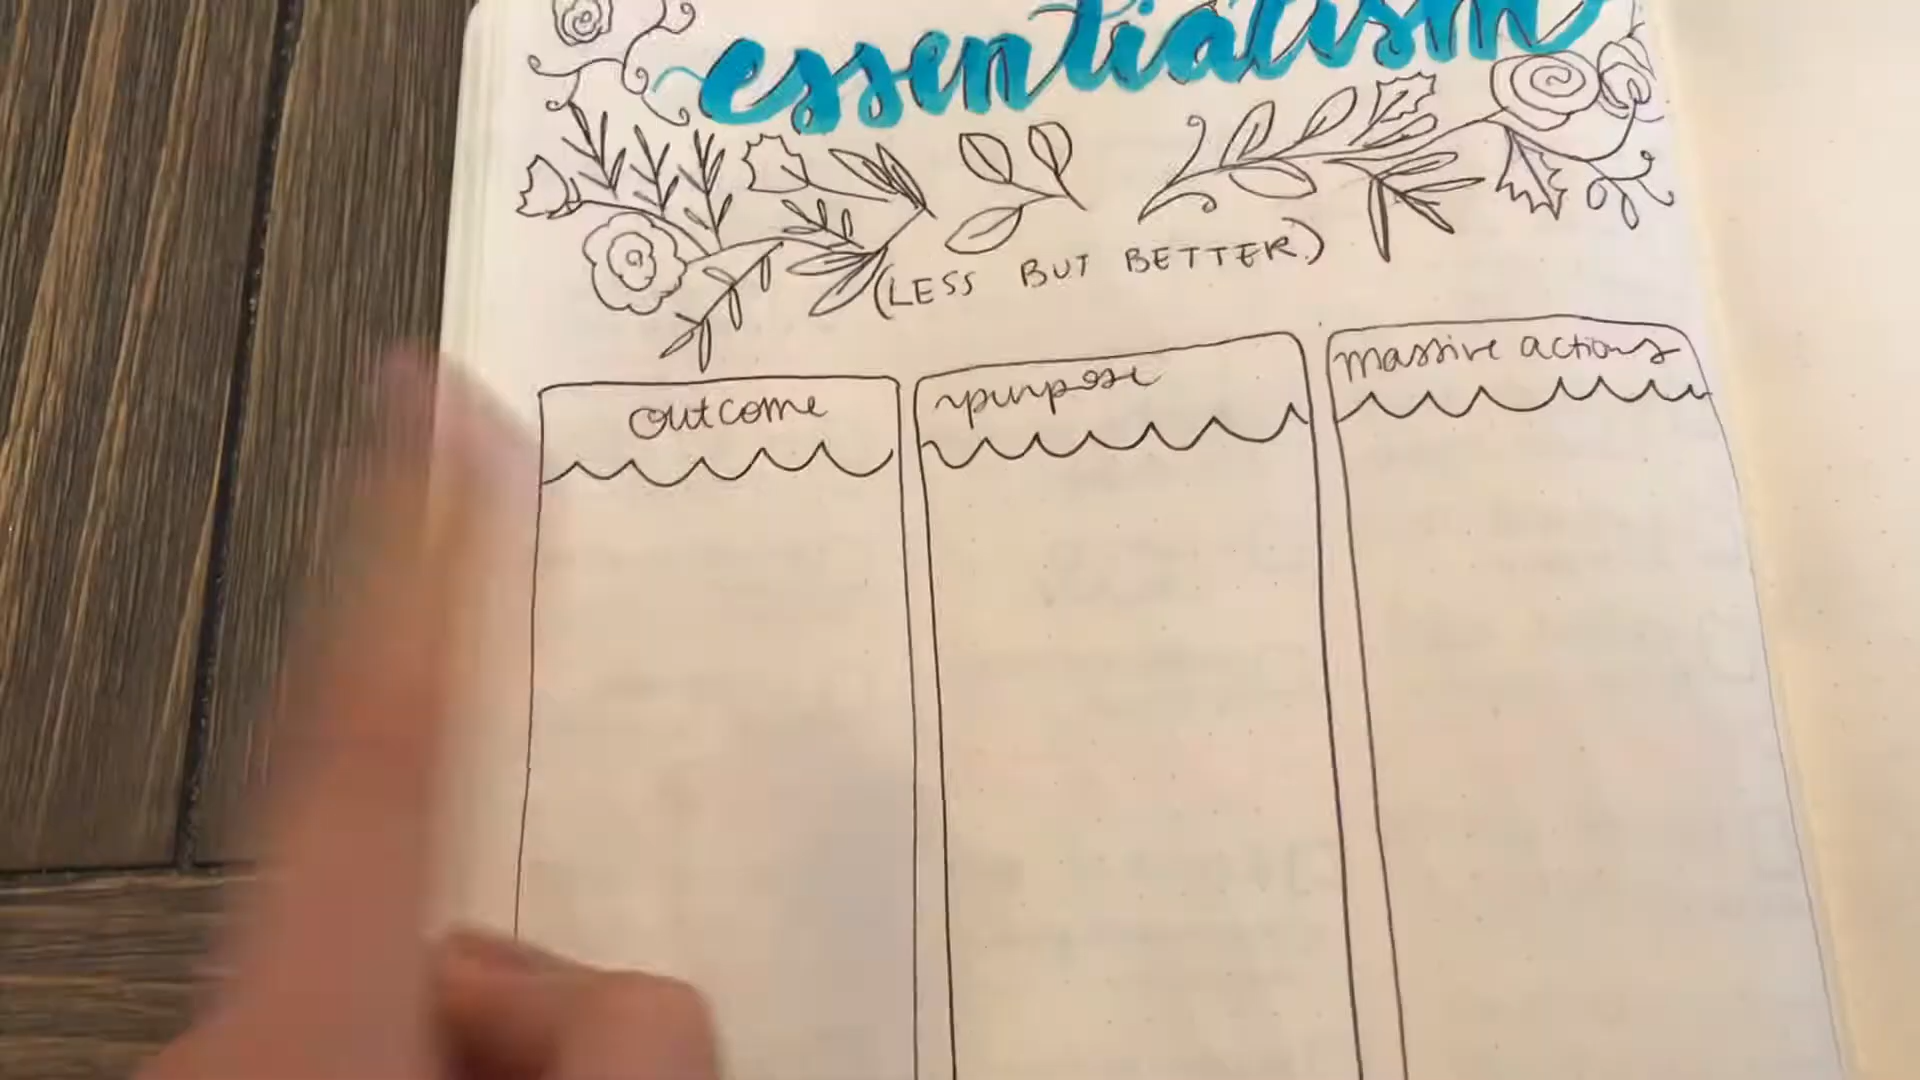 essentialism
(LESS BUT BETTER.)
outcome
purpose
massive actions